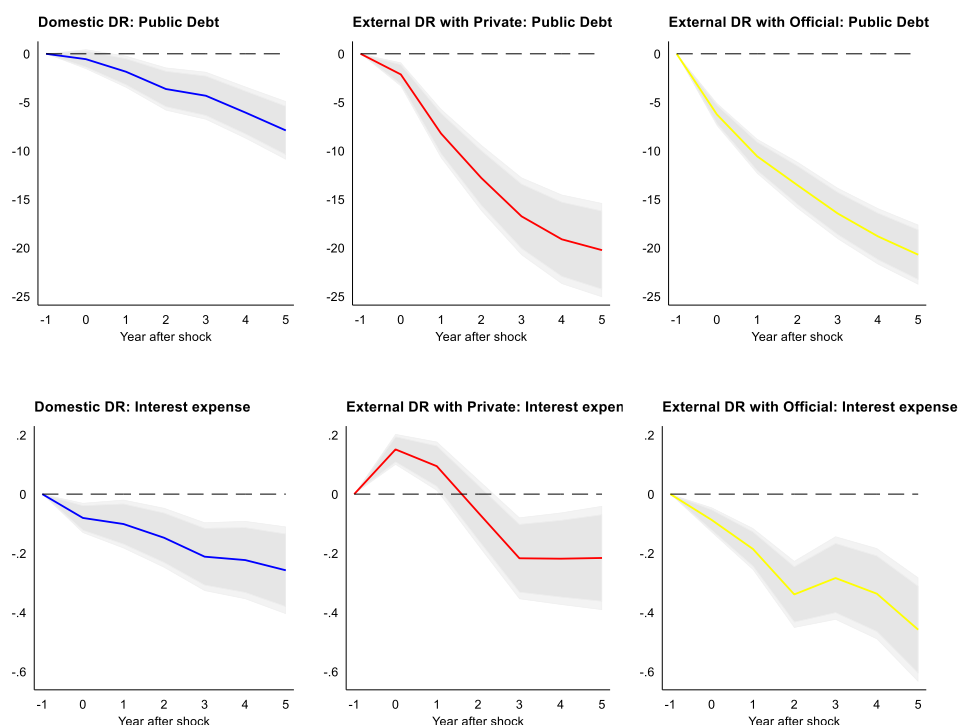 Domestic DR: Public Debt
External DR with Private: Public Debt
External DR with Official: Public Debt
0
-5
-10
-15
-20
-25
-1 0 1 2 3 4 5
Year after shock
0
-5
-10
-15
-20
-25
-1 0 1 2 3 4 5
Year after shock
0
-5
-10
-15
-20
-25
-1 0 1 2 3 4 5
Year after shock
Domestic DR: Interest expense
External DR with Private: Interest expen
External DR with Official: Interest expense
.2
0
-.2
-.4
-.6
-1 0 1 2 3 4 5
Year after shock
.2
0
-.2
-.4
-.6
-1 0 1 2 3 4 5
Year after shock
.2
0
-.2
-.4
-.6
-1 0 1 2 3 4 5
Year after shock